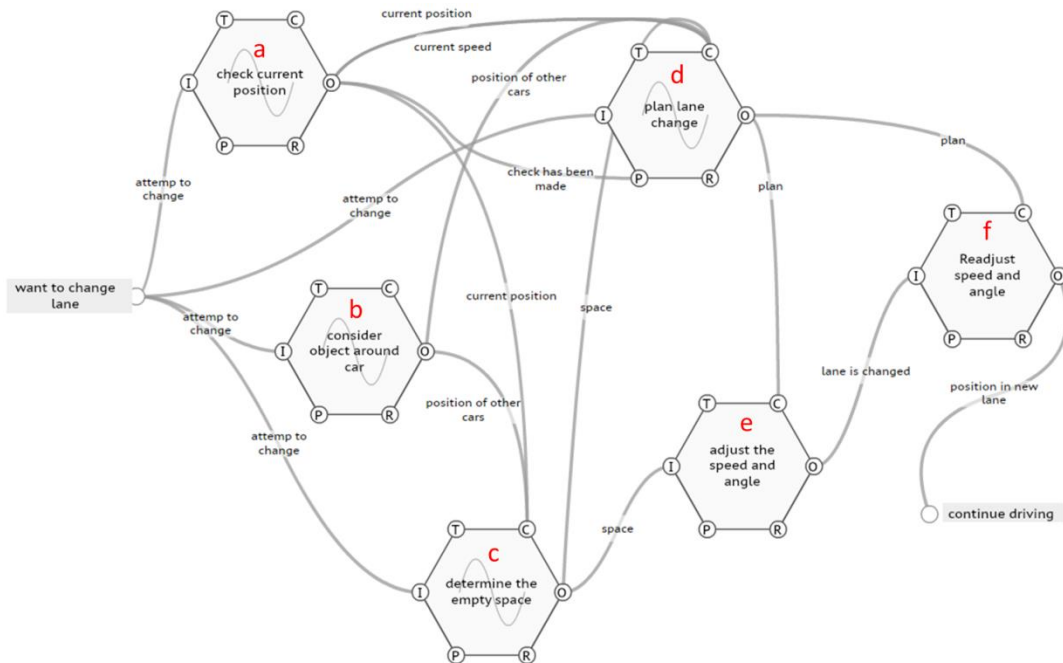 current position
T
C
a
check current
position
I
O
P
R
current speed
position of other
cars
T
C
d
plan lane
change
I
O
P
R
attemp to
change
check has been
made
attemp to
change
plan
plan
T
C
f
Readjust
speed and
angle
I
O
P
R
want to change
lane
attemp to
change
T
C
b
consider
object around
car
I
O
P
R
current position
space
lane is changed
position in new
lane
position of other
cars
attemp to
change
T
C
e
adjust the
speed and
angle
I
O
P
R
continue driving
T
C
c
determine the
empty space
I
O
P
R
space